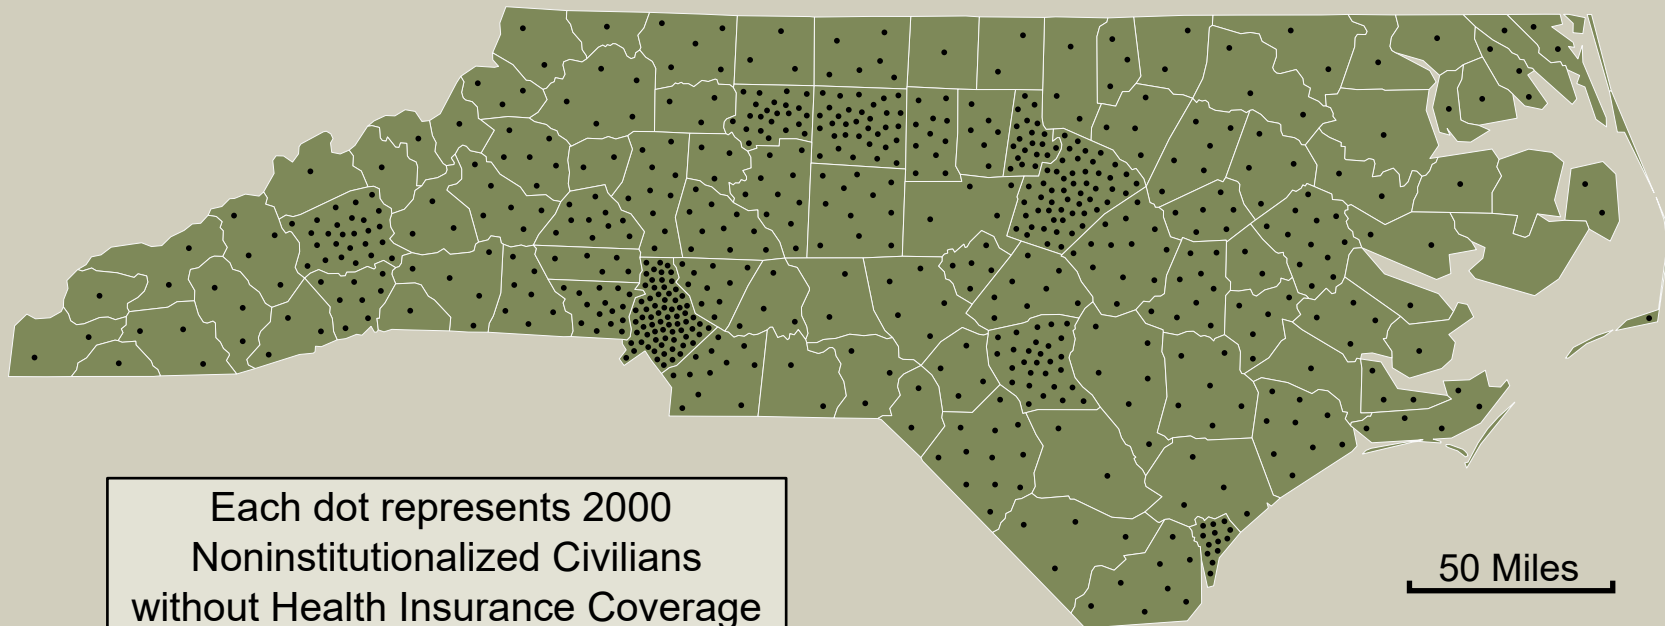 Each dot represents 2000
Noninstitutionalized Civilians
without Health Insurance Coverage
50 Miles